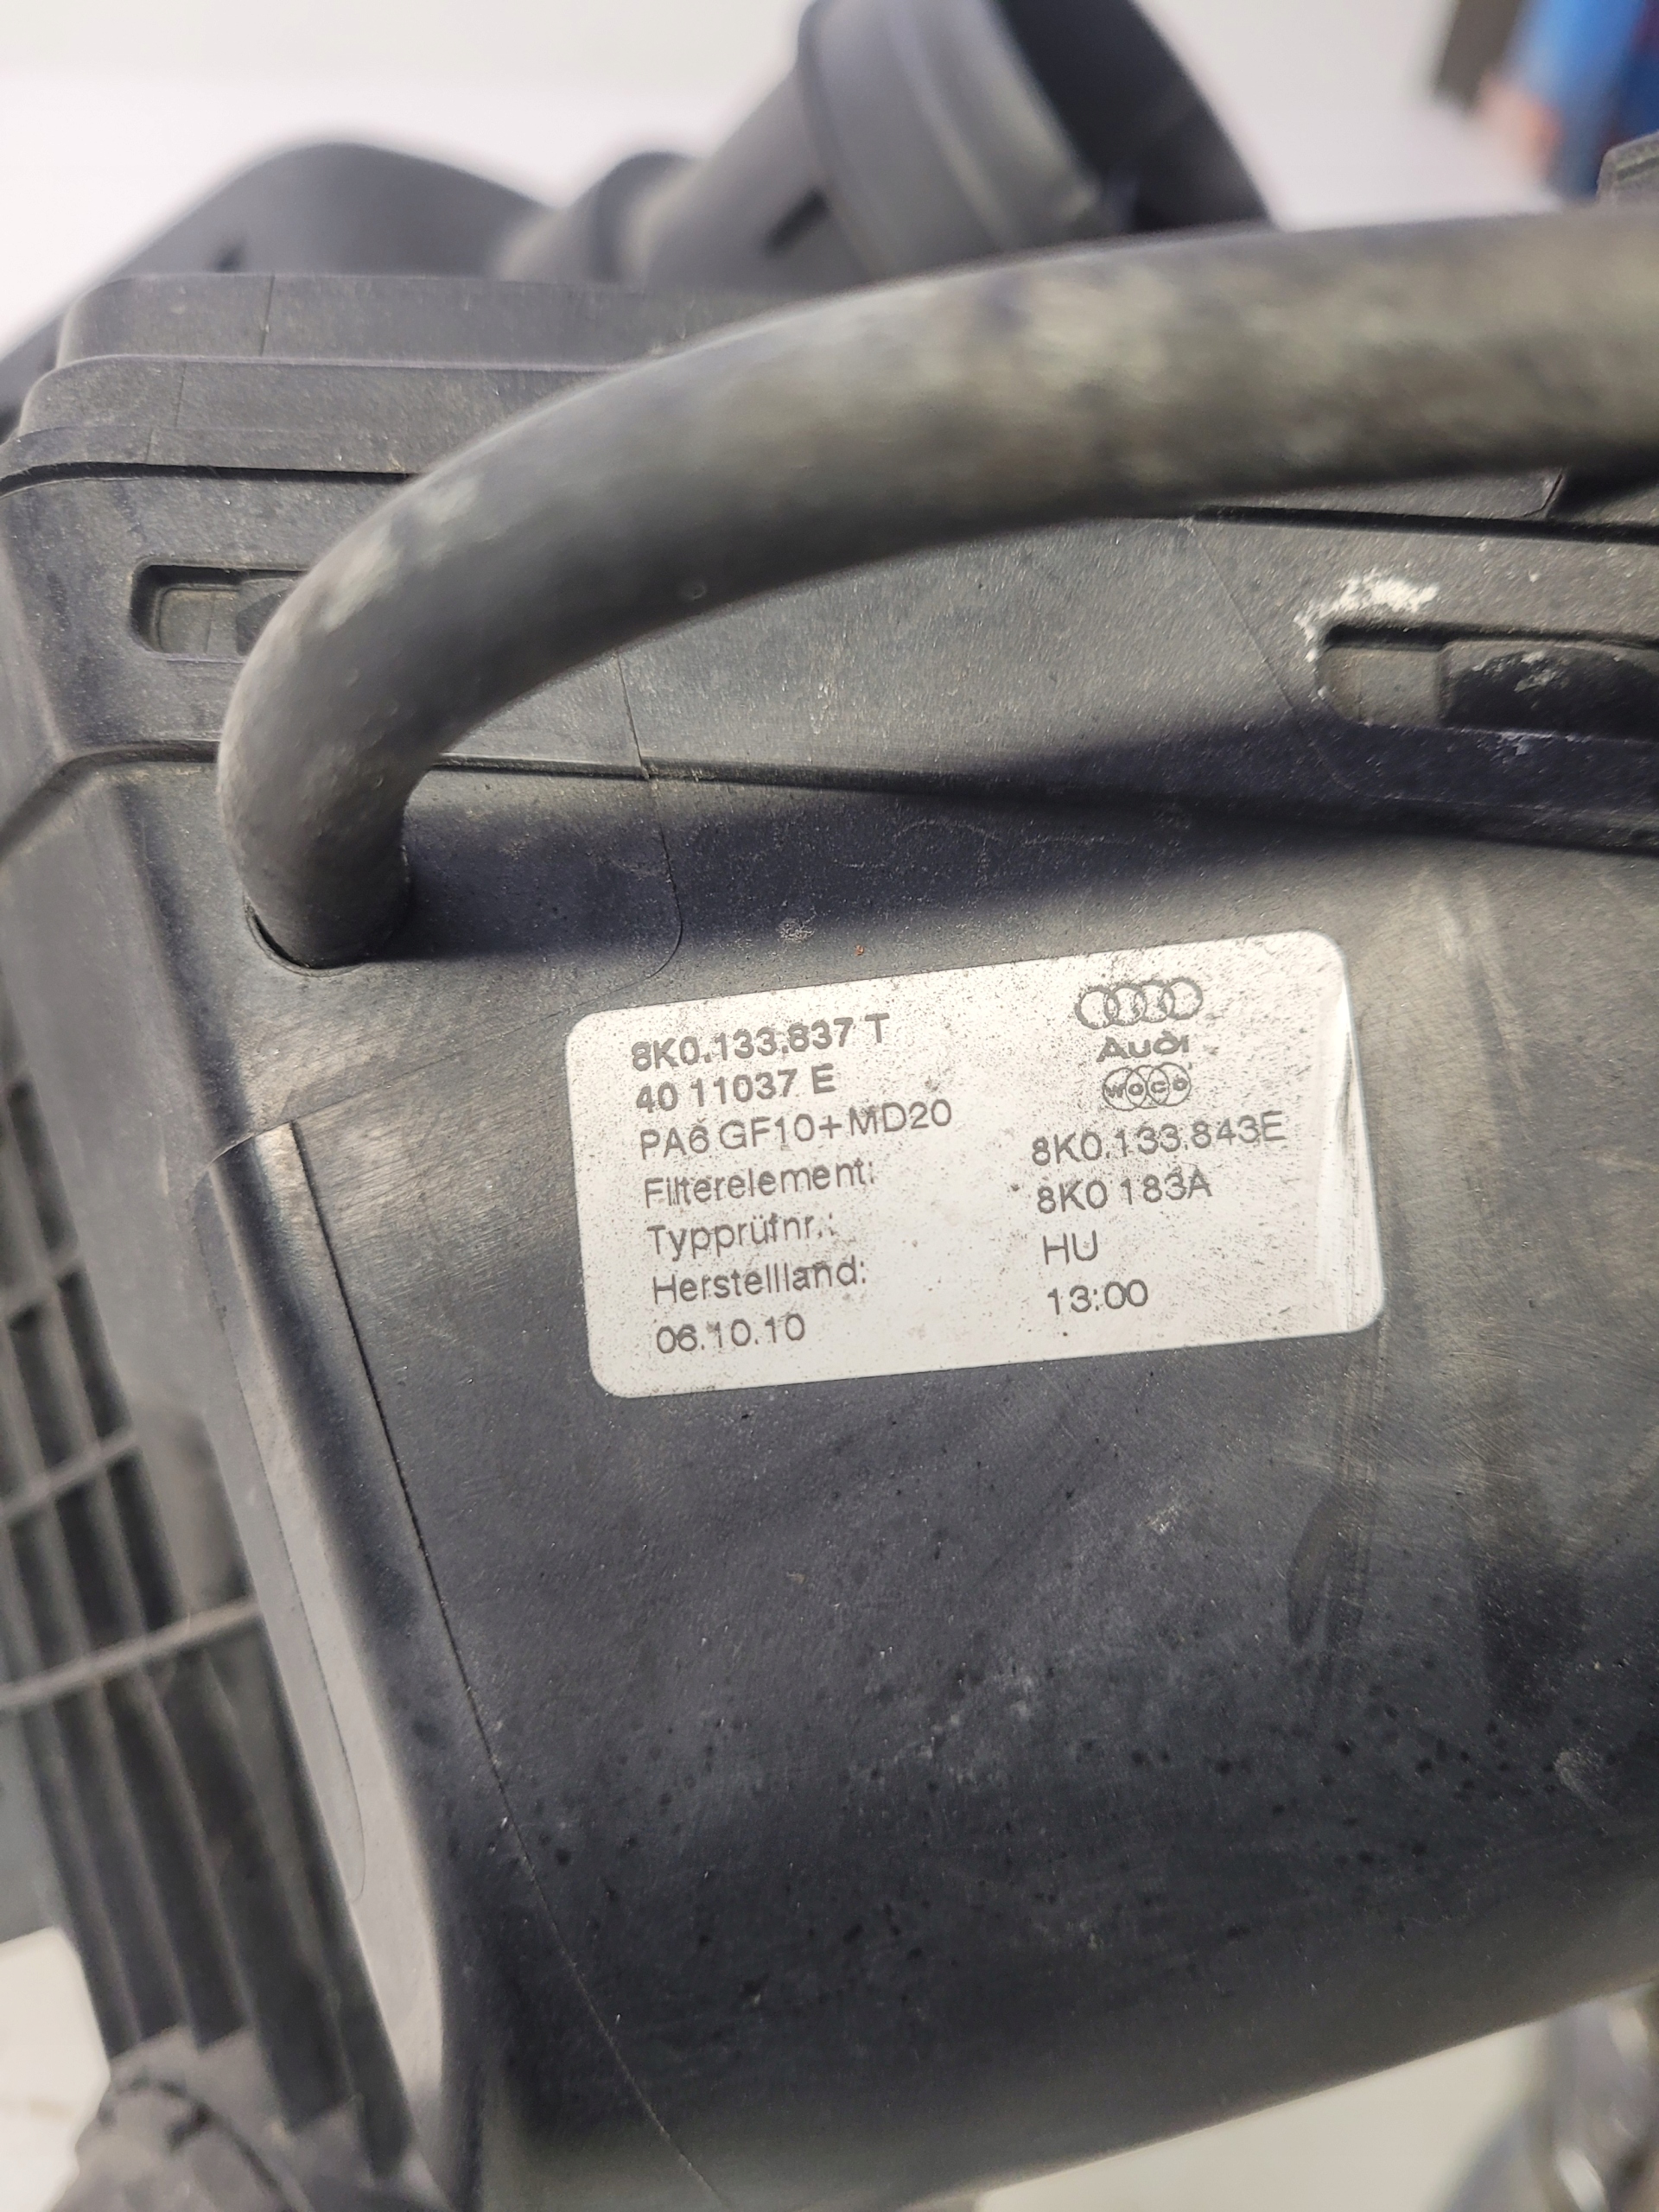 8K0.133.837 T
40 11037 E
PA6 GF10+MD20
Audi
woco
Filterelement: 8K0.133.843E
Typprüfnr.: 8K0 183A
Herstellland: HU
06.10.10 13:00